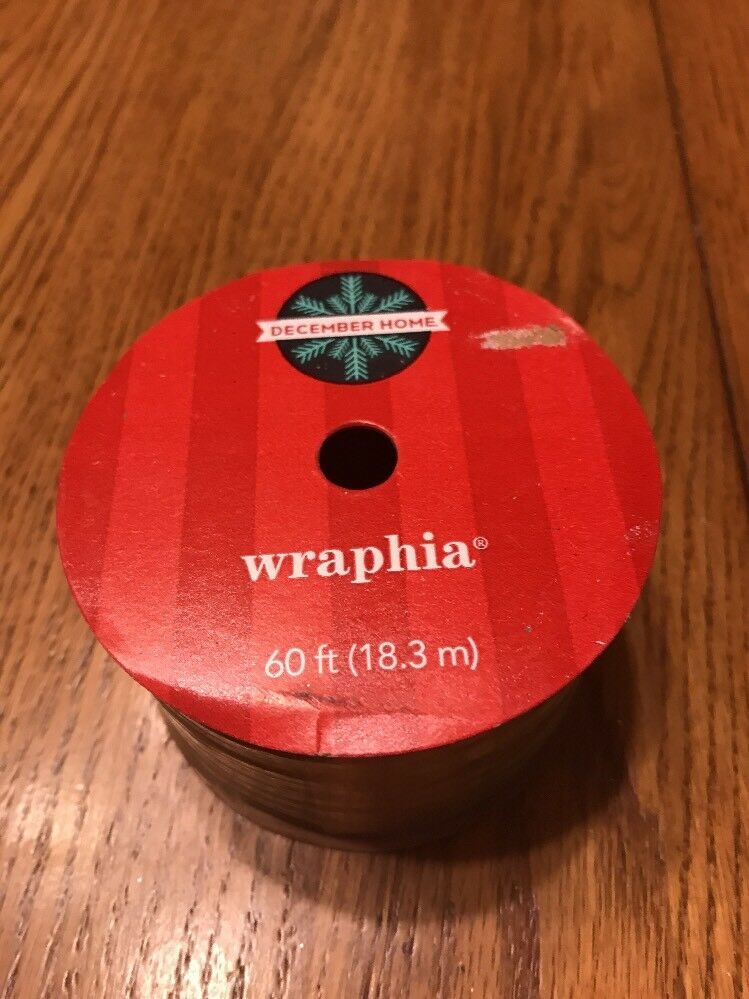 DECEMBER HOME
wraphia®
60 ft (18.3 m)